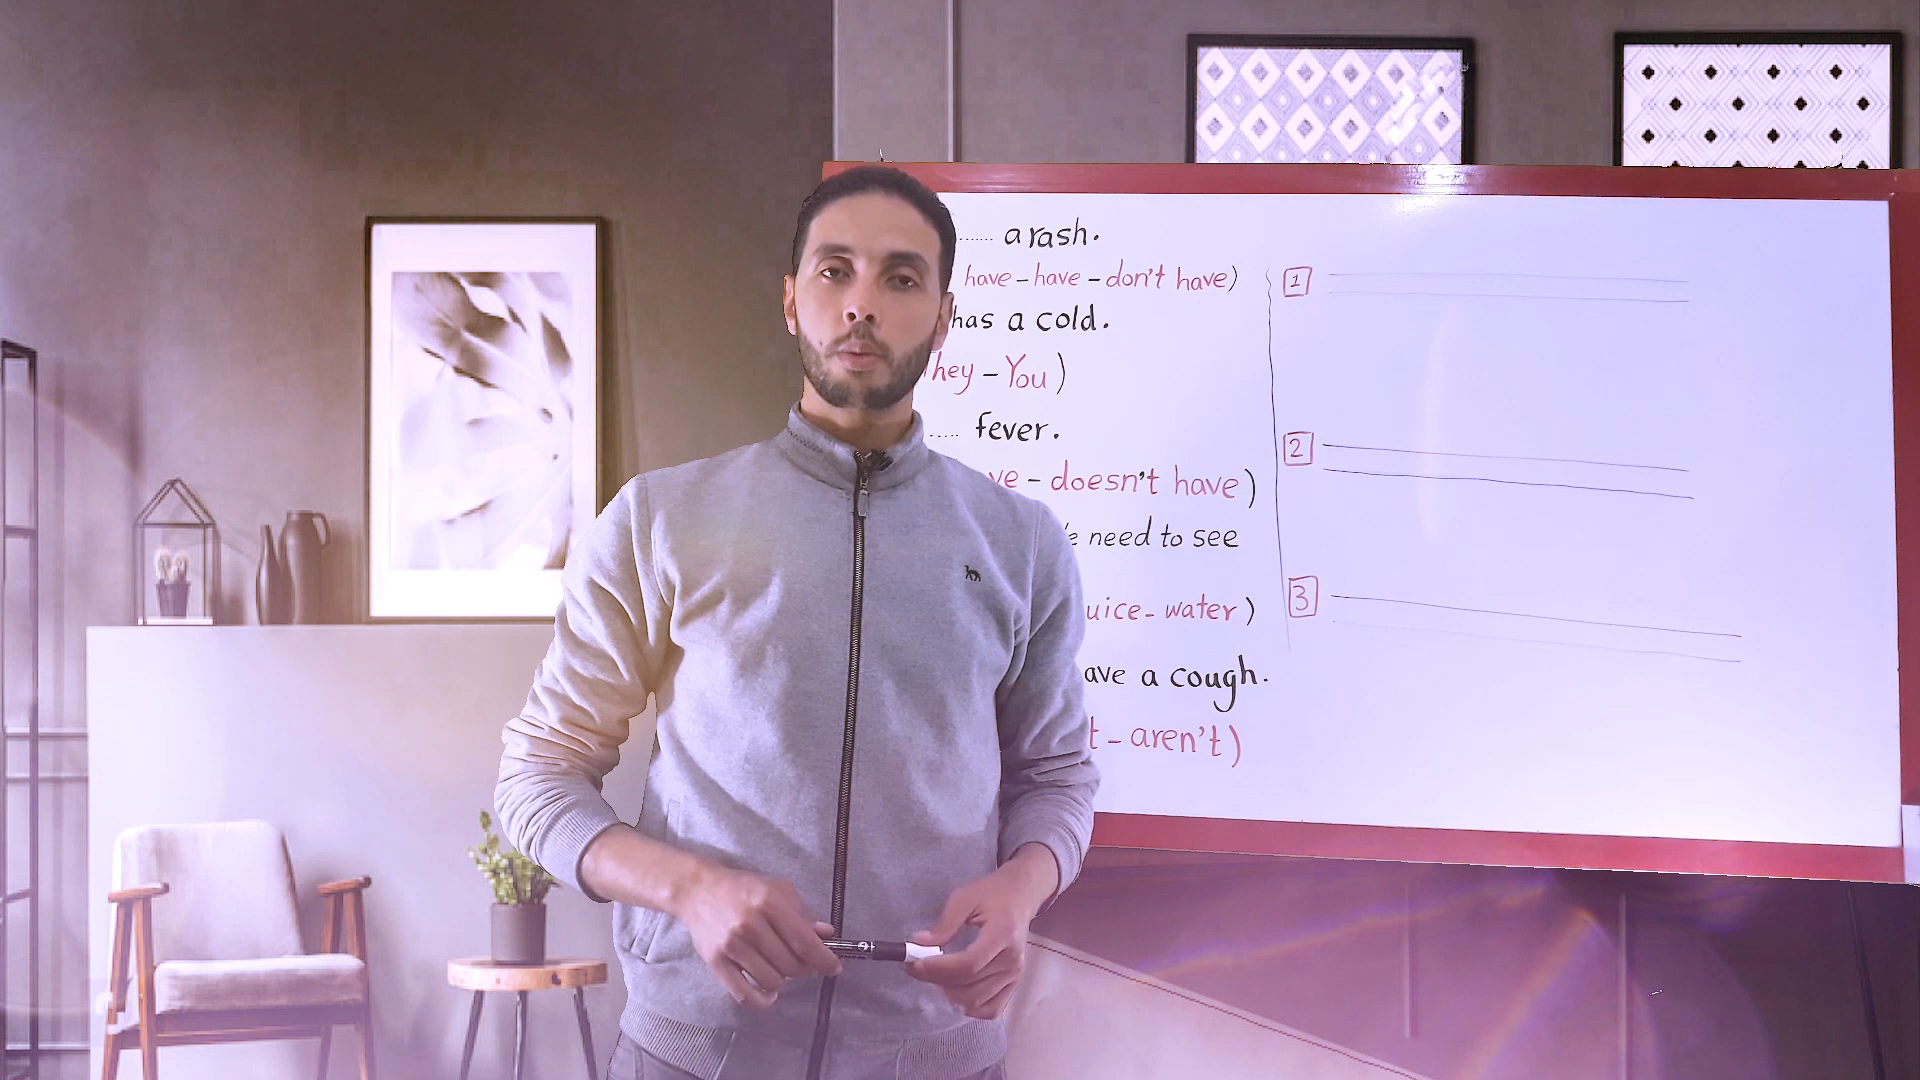 ....... a rash.
have - have - don't have)
has a cold.
hey - You )
..... fever.
ve - doesn't have )
need to see
uice - water )
ave a cough.
t - aren't )
1
2
3